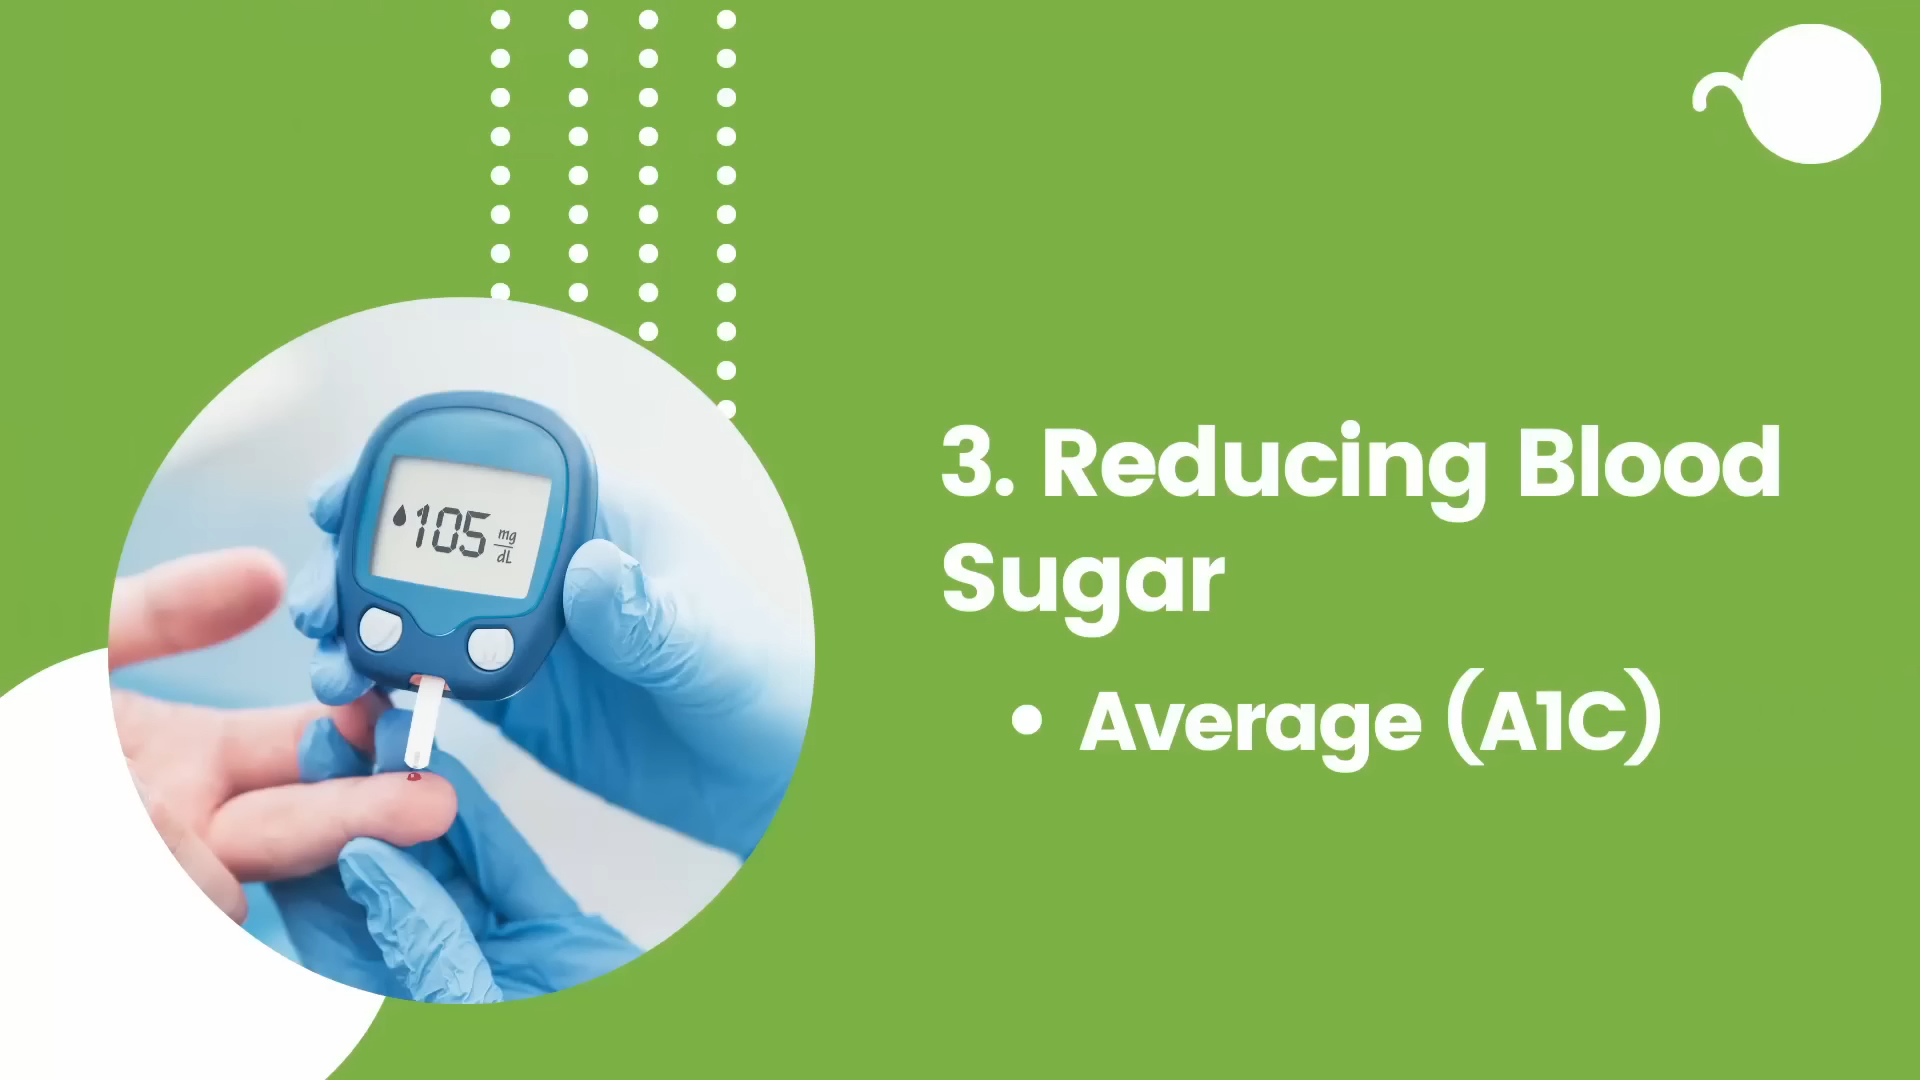 105 mg/dL
3. Reducing Blood
Sugar
• Average (A1C)